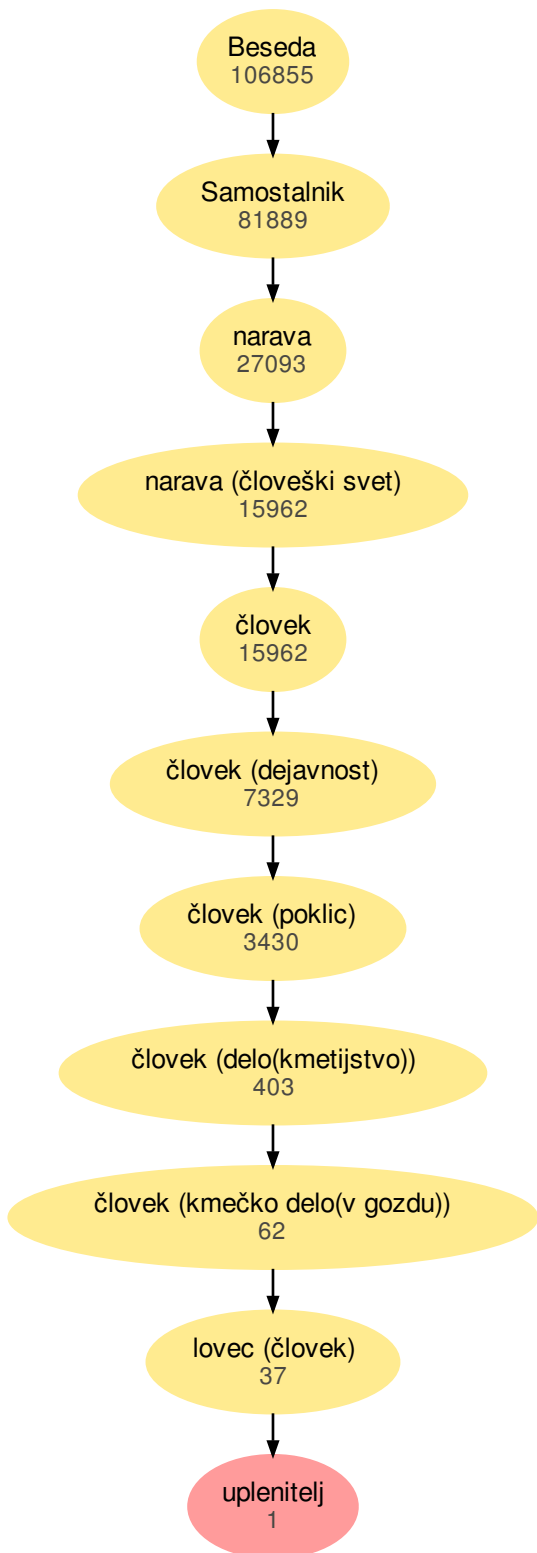 Beseda
106855
Samostalnik
81889
narava
27093
narava (človeški svet)
15962
človek
15962
človek (dejavnost)
7329
človek (poklic)
3430
človek (delo(kmetijstvo))
403
človek (kmečko delo(v gozdu))
62
lovec (človek)
37
uplenitelj
1